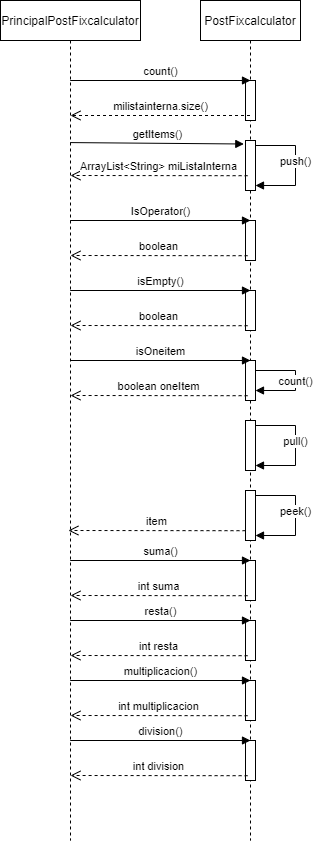 PrincipalPostFixcalculator
PostFixcalculator
count()
milistainterna.size()
getItems()
push()
ArrayList<String> miListaInterna
IsOperator()
boolean
isEmpty()
boolean
isOneitem
count()
boolean oneItem
pull()
peek()
item
suma()
int suma
resta()
int resta
multiplicacion()
int multiplicacion
division()
int division